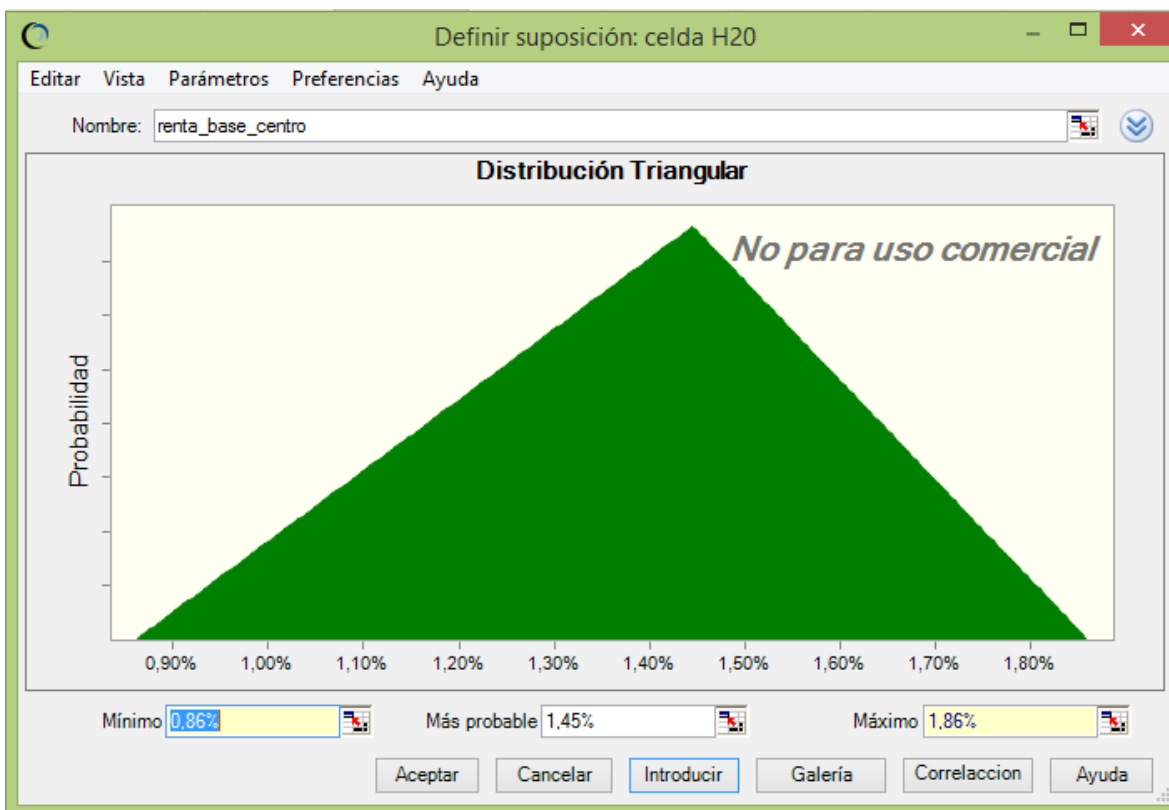 Definir suposición: celda H20
Editar Vista Parámetros Preferencias Ayuda
Nombre: renta_base_centro
Distribución Triangular
No para uso comercial
Probabilidad
0,90% 1,00% 1,10% 1,20% 1,30% 1,40% 1,50% 1,60% 1,70% 1,80%
Mínimo 0,86% Más probable 1,45% Máximo 1,86%
Aceptar Cancelar Introducir Galería Correlaccion Ayuda